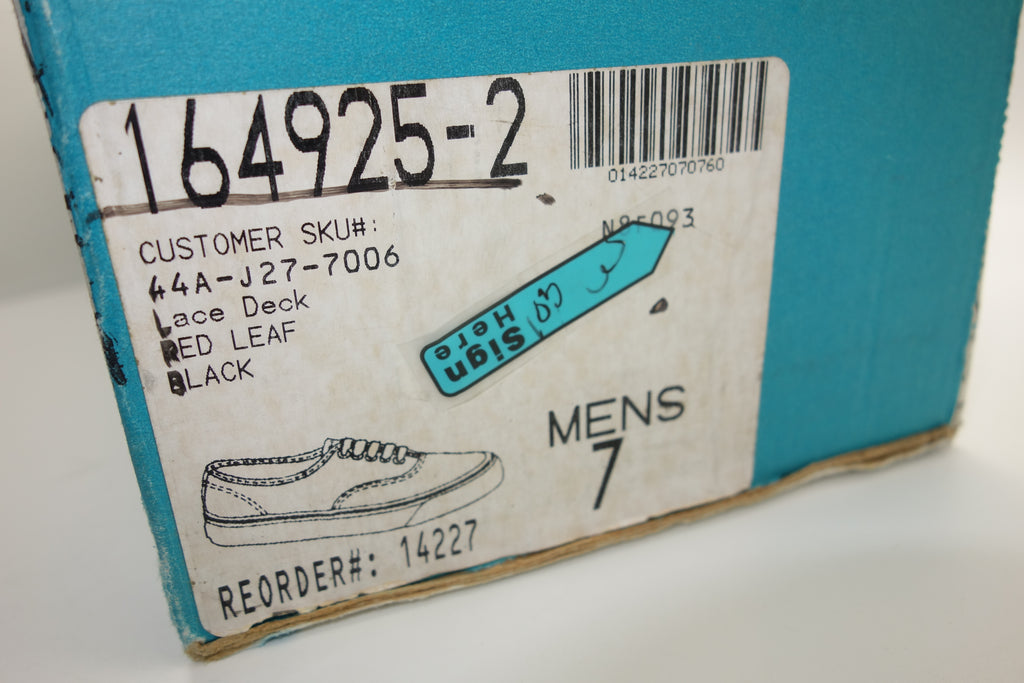 164925-2
014227070760
CUSTOMER SKU#:
44A-J27-7006
Lace Deck
RED LEAF
BLACK
Sign
Here
MENS
7
REORDER#: 14227